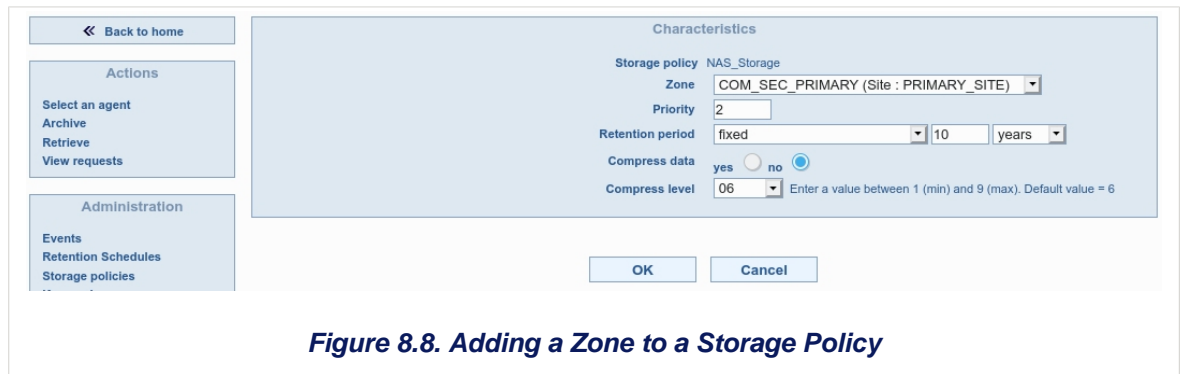 « Back to home
Actions
Select an agent
Archive
Retrieve
View requests
Administration
Events
Retention Schedules
Storage policies
Characteristics
Storage policy NAS_Storage
Zone COM_SEC_PRIMARY (Site : PRIMARY_SITE)
Priority 2
Retention period fixed 10 years
Compress data yes no
Compress level 06 Enter a value between 1 (min) and 9 (max). Default value = 6
OK Cancel
Figure 8.8. Adding a Zone to a Storage Policy